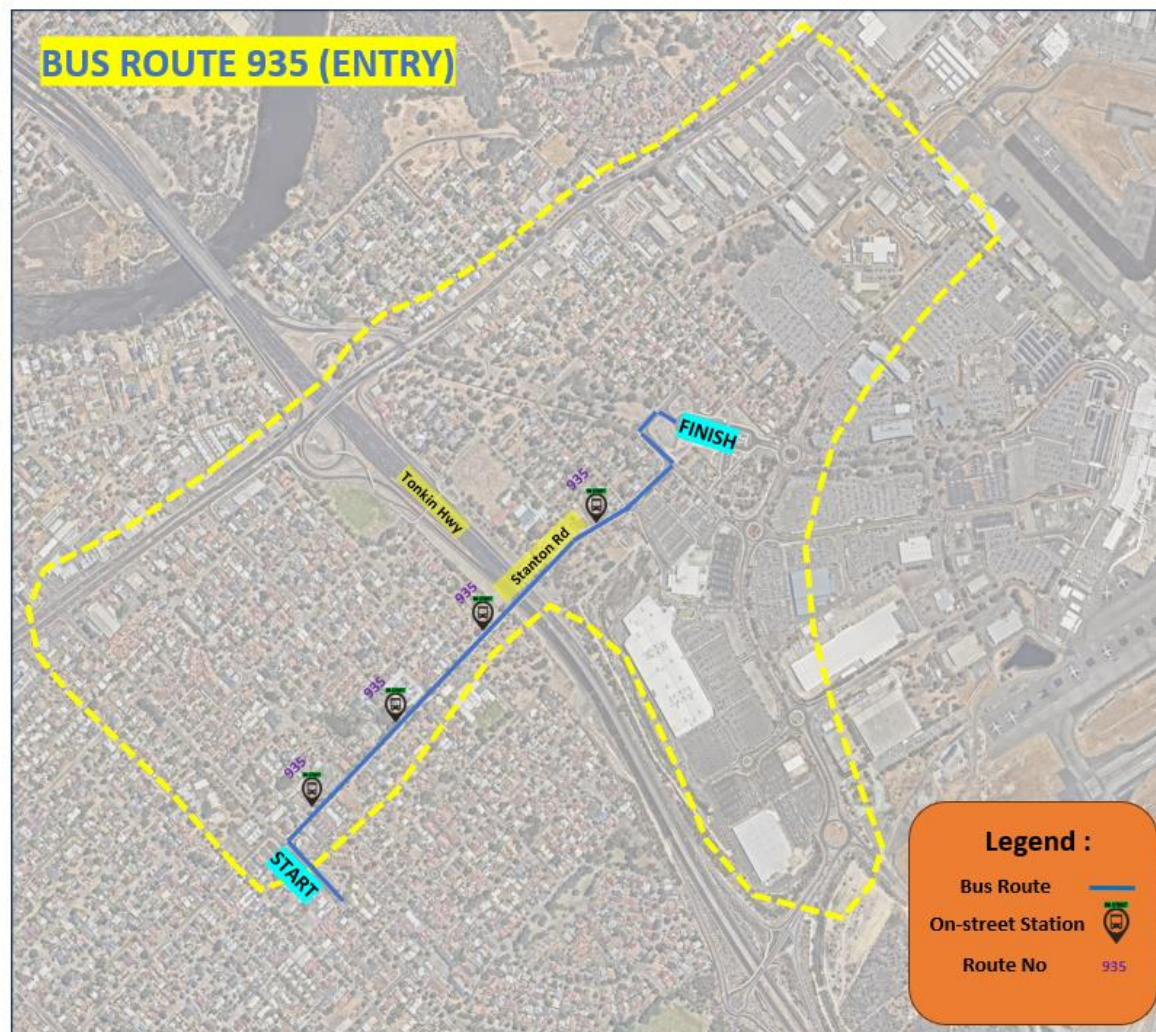 BUS ROUTE 935 (ENTRY)
FINISH
935
Tonkin Hwy
Stanton Rd
935
935
935
START
Legend :
Bus Route
On-street Station
Route No
935